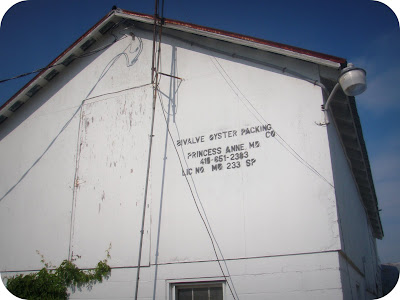 BIVALVE OYSTER PACKING CO
PRINCESS ANNE MD
410-651-2383
LIC NO MD 233 SP